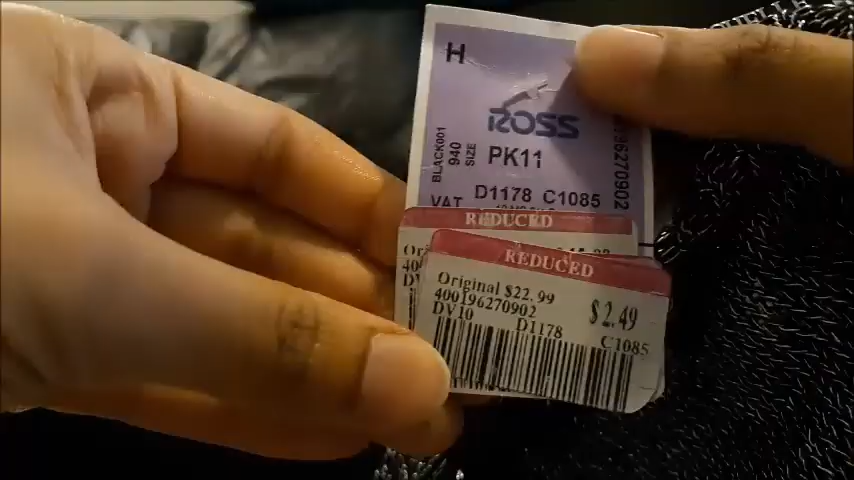 H
ROSS
BLACK001
940
SIZE
PK11
D1178 C1085
VAT
REDUCED
REDUCED
Original $22.99
400196270902
$2.49
DV10
D1178
C1085